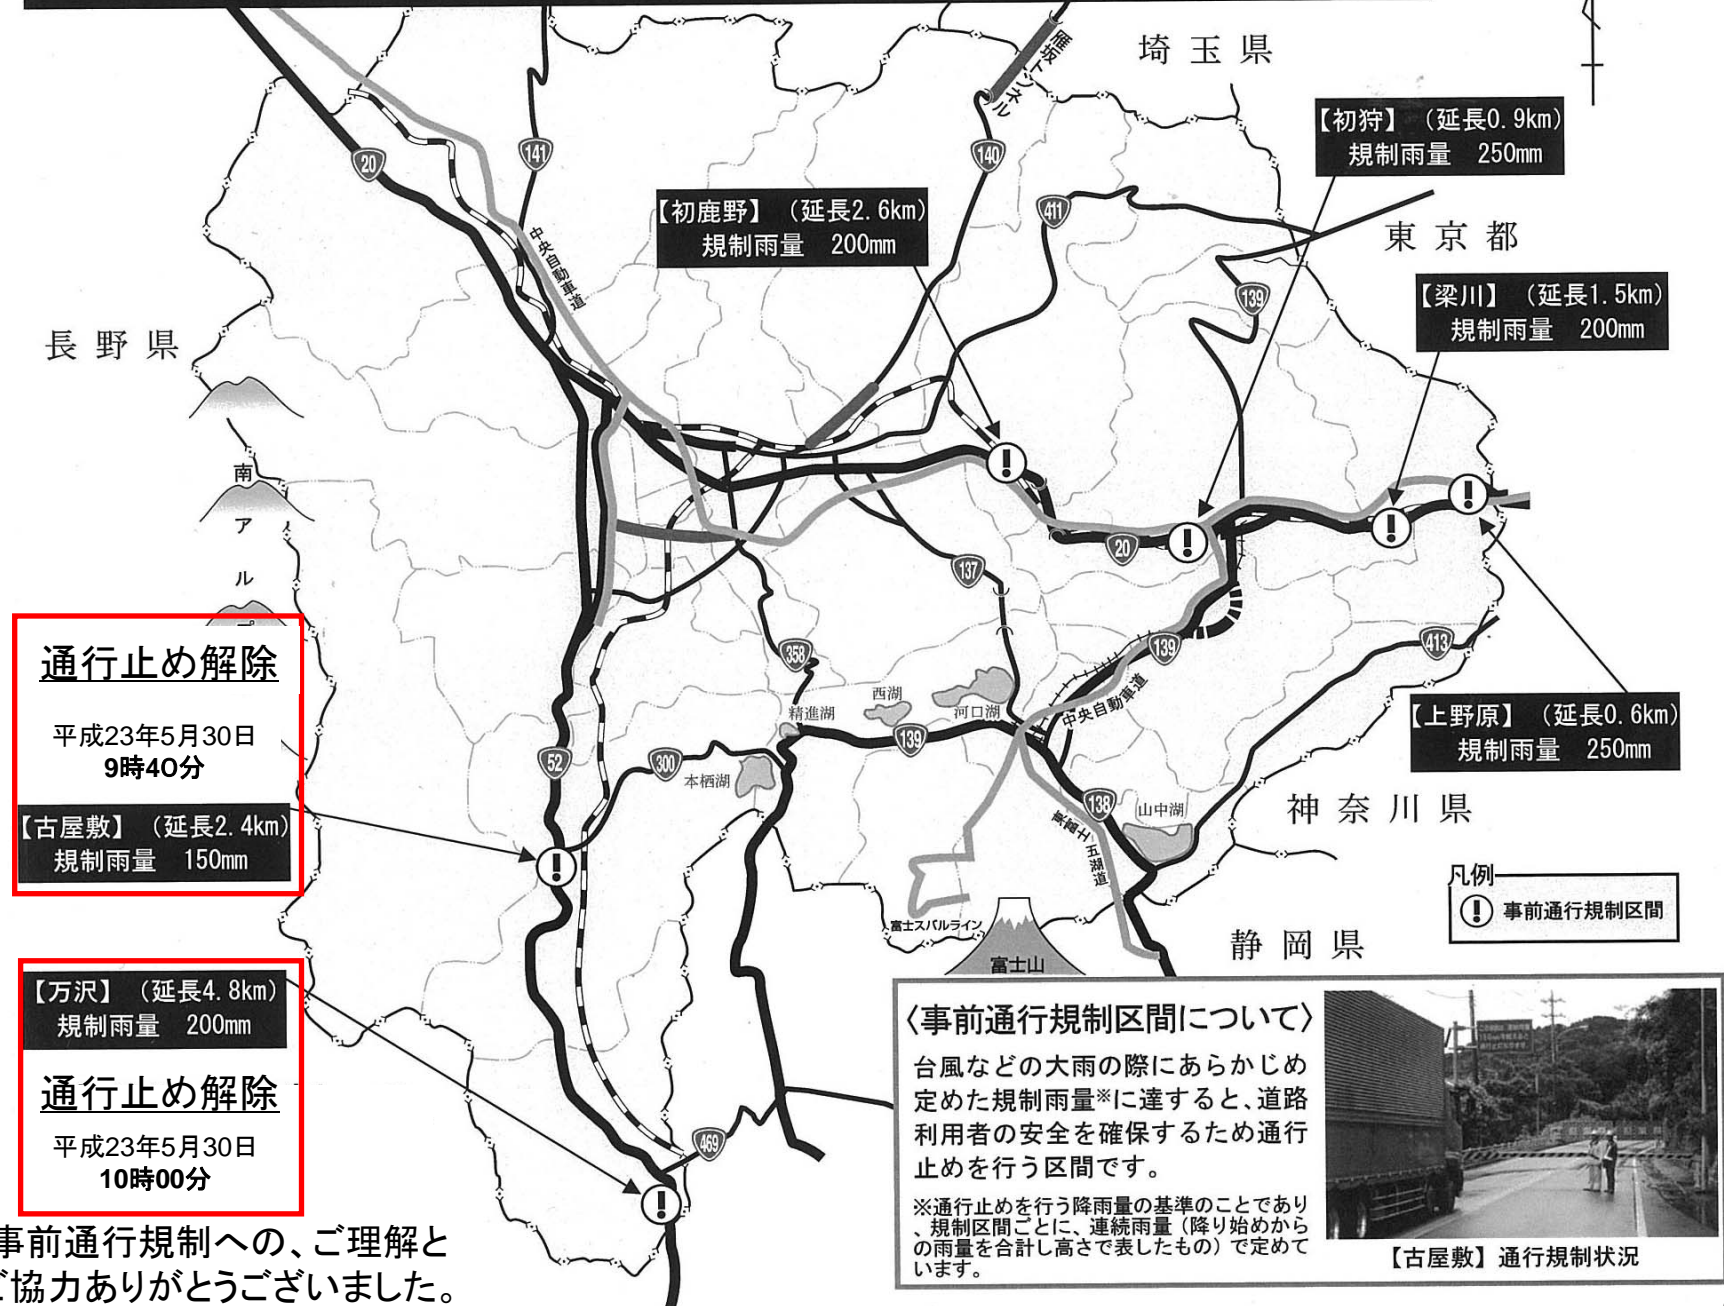 埼玉県
雁坂トンネル
【初狩】 (延長0.9km)
規制雨量 250mm
20
141
140
【初鹿野】 (延長2.6km)
規制雨量 200mm
411
東京都
中央自動車道
【梁川】 (延長1.5km)
規制雨量 200mm
139
長野県
南アルプ
20
137
139
413
358
通行止め解除
平成23年5月30日
9時40分
【古屋敷】 (延長2.4km)
規制雨量 150mm
西湖
河口湖
精進湖
中央自動車道
139
【上野原】 (延長0.6km)
規制雨量 250mm
52
300
本栖湖
138
山中湖
東富士五湖道
神奈川県
凡例
事前通行規制区間
富士スバルライン
富士山
静岡県
【万沢】 (延長4.8km)
規制雨量 200mm
通行止め解除
平成23年5月30日
10時00分
469
〈事前通行規制区間について〉
台風などの大雨の際にあらかじめ
定めた規制雨量※に達すると、道路
利用者の安全を確保するため通行
止めを行う区間です。
※通行止めを行う降雨量の基準のことであり
、規制区間ごとに、連続雨量（降り始めから
の雨量を合計し高さで表したもの）で定めて
います。
【古屋敷】通行規制状況
事前通行規制への、ご理解と
ご協力ありがとうございました。